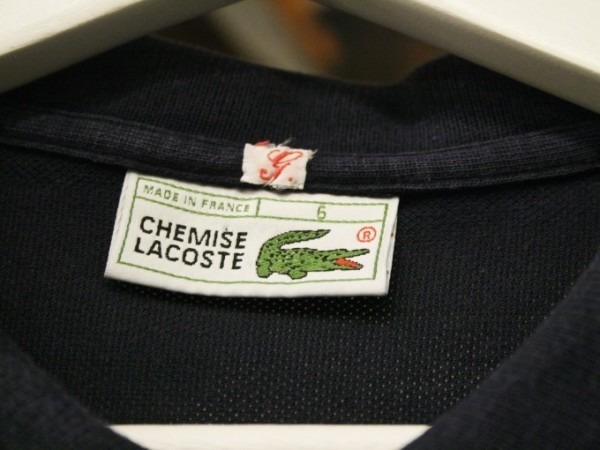 G.
MADE IN FRANCE
6
CHEMISE
LACOSTE
®